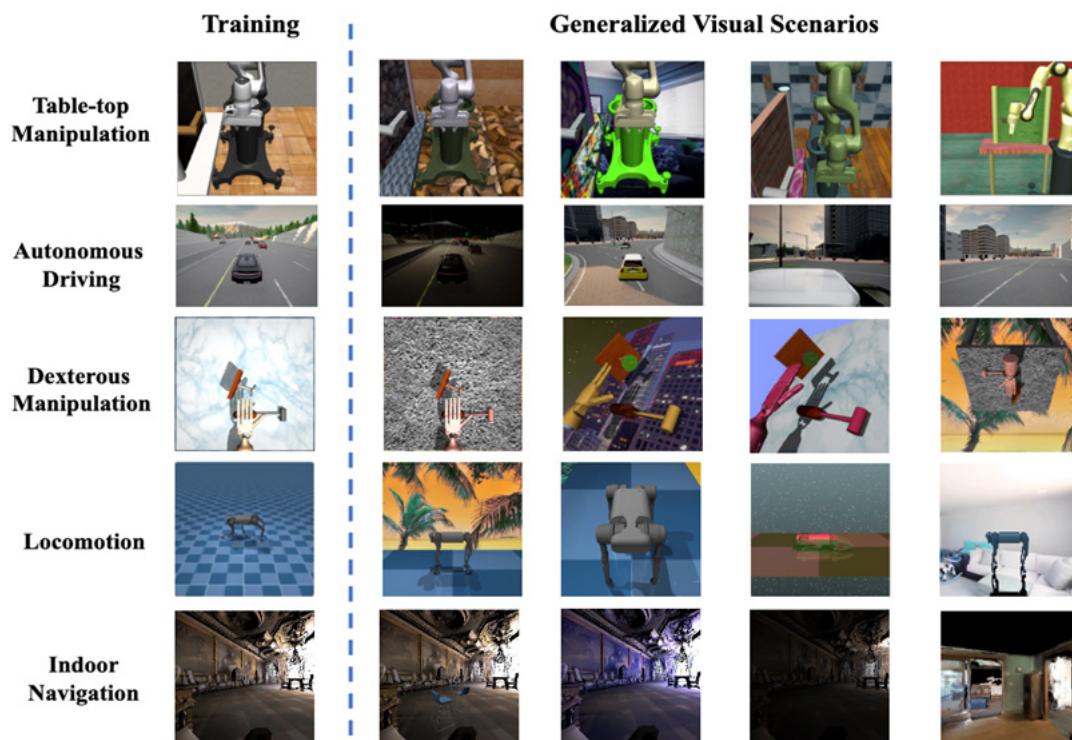 Training
Generalized Visual Scenarios
Table-top
Manipulation
Autonomous
Driving
Dexterous
Manipulation
Locomotion
Indoor
Navigation